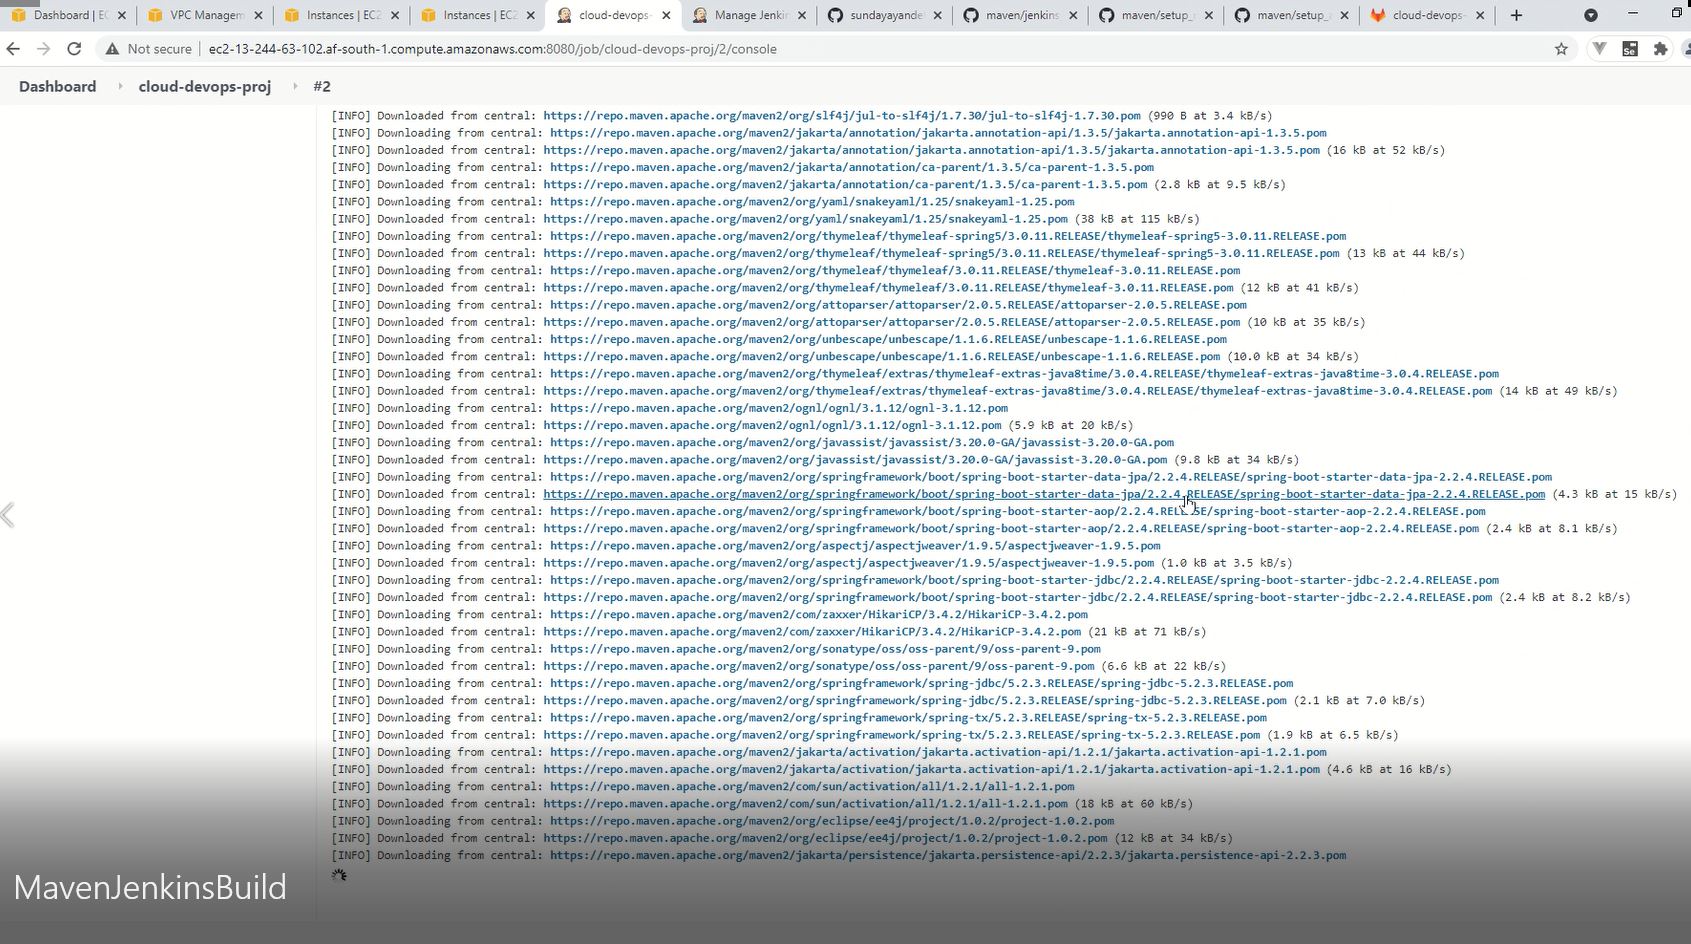 Dashboard | EC
VPC Managem
Instances | EC2
Instances | EC2
cloud-devops-
Manage Jenkin
sundayayandel
maven/jenkins
maven/setup_
maven/setup_
cloud-devops-
Not secure | ec2-13-244-63-102.af-south-1.compute.amazonaws.com:8080/job/cloud-devops-proj/2/console
Dashboard cloud-devops-proj #2
[INFO] Downloaded from central: https://repo.maven.apache.org/maven2/org/slf4j/jul-to-slf4j/1.7.30/jul-to-slf4j-1.7.30.pom (990 B at 3.4 kB/s)
[INFO] Downloading from central: https://repo.maven.apache.org/maven2/jakarta/annotation/jakarta.annotation-api/1.3.5/jakarta.annotation-api-1.3.5.pom
[INFO] Downloaded from central: https://repo.maven.apache.org/maven2/jakarta/annotation/jakarta.annotation-api/1.3.5/jakarta.annotation-api-1.3.5.pom (16 kB at 52 kB/s)
[INFO] Downloading from central: https://repo.maven.apache.org/maven2/jakarta/annotation/ca-parent/1.3.5/ca-parent-1.3.5.pom
[INFO] Downloaded from central: https://repo.maven.apache.org/maven2/jakarta/annotation/ca-parent/1.3.5/ca-parent-1.3.5.pom (2.8 kB at 9.5 kB/s)
[INFO] Downloading from central: https://repo.maven.apache.org/maven2/org/yaml/snakeyaml/1.25/snakeyaml-1.25.pom
[INFO] Downloaded from central: https://repo.maven.apache.org/maven2/org/yaml/snakeyaml/1.25/snakeyaml-1.25.pom (38 kB at 115 kB/s)
[INFO] Downloading from central: https://repo.maven.apache.org/maven2/org/thymeleaf/thymeleaf-spring5/3.0.11.RELEASE/thymeleaf-spring5-3.0.11.RELEASE.pom
[INFO] Downloaded from central: https://repo.maven.apache.org/maven2/org/thymeleaf/thymeleaf-spring5/3.0.11.RELEASE/thymeleaf-spring5-3.0.11.RELEASE.pom (13 kB at 44 kB/s)
[INFO] Downloading from central: https://repo.maven.apache.org/maven2/org/thymeleaf/thymeleaf/3.0.11.RELEASE/thymeleaf-3.0.11.RELEASE.pom
[INFO] Downloaded from central: https://repo.maven.apache.org/maven2/org/thymeleaf/thymeleaf/3.0.11.RELEASE/thymeleaf-3.0.11.RELEASE.pom (12 kB at 41 kB/s)
[INFO] Downloading from central: https://repo.maven.apache.org/maven2/org/attoparser/attoparser/2.0.5.RELEASE/attoparser-2.0.5.RELEASE.pom
[INFO] Downloaded from central: https://repo.maven.apache.org/maven2/org/attoparser/attoparser/2.0.5.RELEASE/attoparser-2.0.5.RELEASE.pom (10 kB at 35 kB/s)
[INFO] Downloading from central: https://repo.maven.apache.org/maven2/org/unbescape/unbescape/1.1.6.RELEASE/unbescape-1.1.6.RELEASE.pom
[INFO] Downloaded from central: https://repo.maven.apache.org/maven2/org/unbescape/unbescape/1.1.6.RELEASE/unbescape-1.1.6.RELEASE.pom (10.0 kB at 34 kB/s)
[INFO] Downloading from central: https://repo.maven.apache.org/maven2/org/thymeleaf/extras/thymeleaf-extras-java8time/3.0.4.RELEASE/thymeleaf-extras-java8time-3.0.4.RELEASE.pom
[INFO] Downloaded from central: https://repo.maven.apache.org/maven2/org/thymeleaf/extras/thymeleaf-extras-java8time/3.0.4.RELEASE/thymeleaf-extras-java8time-3.0.4.RELEASE.pom (14 kB at 49 kB/s)
[INFO] Downloading from central: https://repo.maven.apache.org/maven2/ognl/ognl/3.1.12/ognl-3.1.12.pom
[INFO] Downloaded from central: https://repo.maven.apache.org/maven2/ognl/ognl/3.1.12/ognl-3.1.12.pom (5.9 kB at 20 kB/s)
[INFO] Downloading from central: https://repo.maven.apache.org/maven2/org/javassist/javassist/3.20.0-GA/javassist-3.20.0-GA.pom
[INFO] Downloaded from central: https://repo.maven.apache.org/maven2/org/javassist/javassist/3.20.0-GA/javassist-3.20.0-GA.pom (9.8 kB at 34 kB/s)
[INFO] Downloading from central: https://repo.maven.apache.org/maven2/org/springframework/boot/spring-boot-starter-data-jpa/2.2.4.RELEASE/spring-boot-starter-data-jpa-2.2.4.RELEASE.pom
[INFO] Downloaded from central: https://repo.maven.apache.org/maven2/org/springframework/boot/spring-boot-starter-data-jpa/2.2.4.RELEASE/spring-boot-starter-data-jpa-2.2.4.RELEASE.pom (4.3 kB at 15 kB/s)
[INFO] Downloading from central: https://repo.maven.apache.org/maven2/org/springframework/boot/spring-boot-starter-aop/2.2.4.RELEASE/spring-boot-starter-aop-2.2.4.RELEASE.pom
[INFO] Downloaded from central: https://repo.maven.apache.org/maven2/org/springframework/boot/spring-boot-starter-aop/2.2.4.RELEASE/spring-boot-starter-aop-2.2.4.RELEASE.pom (2.4 kB at 8.1 kB/s)
[INFO] Downloading from central: https://repo.maven.apache.org/maven2/org/aspectj/aspectjweaver/1.9.5/aspectjweaver-1.9.5.pom
[INFO] Downloaded from central: https://repo.maven.apache.org/maven2/org/aspectj/aspectjweaver/1.9.5/aspectjweaver-1.9.5.pom (1.0 kB at 3.5 kB/s)
[INFO] Downloading from central: https://repo.maven.apache.org/maven2/org/springframework/boot/spring-boot-starter-jdbc/2.2.4.RELEASE/spring-boot-starter-jdbc-2.2.4.RELEASE.pom
[INFO] Downloaded from central: https://repo.maven.apache.org/maven2/org/springframework/boot/spring-boot-starter-jdbc/2.2.4.RELEASE/spring-boot-starter-jdbc-2.2.4.RELEASE.pom (2.4 kB at 8.2 kB/s)
[INFO] Downloading from central: https://repo.maven.apache.org/maven2/com/zaxxer/HikariCP/3.4.2/HikariCP-3.4.2.pom
[INFO] Downloaded from central: https://repo.maven.apache.org/maven2/com/zaxxer/HikariCP/3.4.2/HikariCP-3.4.2.pom (21 kB at 71 kB/s)
[INFO] Downloading from central: https://repo.maven.apache.org/maven2/org/sonatype/oss/oss-parent/9/oss-parent-9.pom
[INFO] Downloaded from central: https://repo.maven.apache.org/maven2/org/sonatype/oss/oss-parent/9/oss-parent-9.pom (6.6 kB at 22 kB/s)
[INFO] Downloading from central: https://repo.maven.apache.org/maven2/org/springframework/spring-jdbc/5.2.3.RELEASE/spring-jdbc-5.2.3.RELEASE.pom
[INFO] Downloaded from central: https://repo.maven.apache.org/maven2/org/springframework/spring-jdbc/5.2.3.RELEASE/spring-jdbc-5.2.3.RELEASE.pom (2.1 kB at 7.0 kB/s)
[INFO] Downloading from central: https://repo.maven.apache.org/maven2/org/springframework/spring-tx/5.2.3.RELEASE/spring-tx-5.2.3.RELEASE.pom
[INFO] Downloaded from central: https://repo.maven.apache.org/maven2/org/springframework/spring-tx/5.2.3.RELEASE/spring-tx-5.2.3.RELEASE.pom (1.9 kB at 6.5 kB/s)
[INFO] Downloading from central: https://repo.maven.apache.org/maven2/jakarta/activation/jakarta.activation-api/1.2.1/jakarta.activation-api-1.2.1.pom
[INFO] Downloaded from central: https://repo.maven.apache.org/maven2/jakarta/activation/jakarta.activation-api/1.2.1/jakarta.activation-api-1.2.1.pom (4.6 kB at 16 kB/s)
[INFO] Downloading from central: https://repo.maven.apache.org/maven2/com/sun/activation/all/1.2.1/all-1.2.1.pom
[INFO] Downloaded from central: https://repo.maven.apache.org/maven2/com/sun/activation/all/1.2.1/all-1.2.1.pom (18 kB at 60 kB/s)
[INFO] Downloading from central: https://repo.maven.apache.org/maven2/org/eclipse/ee4j/project/1.0.2/project-1.0.2.pom
[INFO] Downloaded from central: https://repo.maven.apache.org/maven2/org/eclipse/ee4j/project/1.0.2/project-1.0.2.pom (12 kB at 34 kB/s)
[INFO] Downloading from central: https://repo.maven.apache.org/maven2/jakarta/persistence/jakarta.persistence-api/2.2.3/jakarta.persistence-api-2.2.3.pom
MavenJenkinsBuild